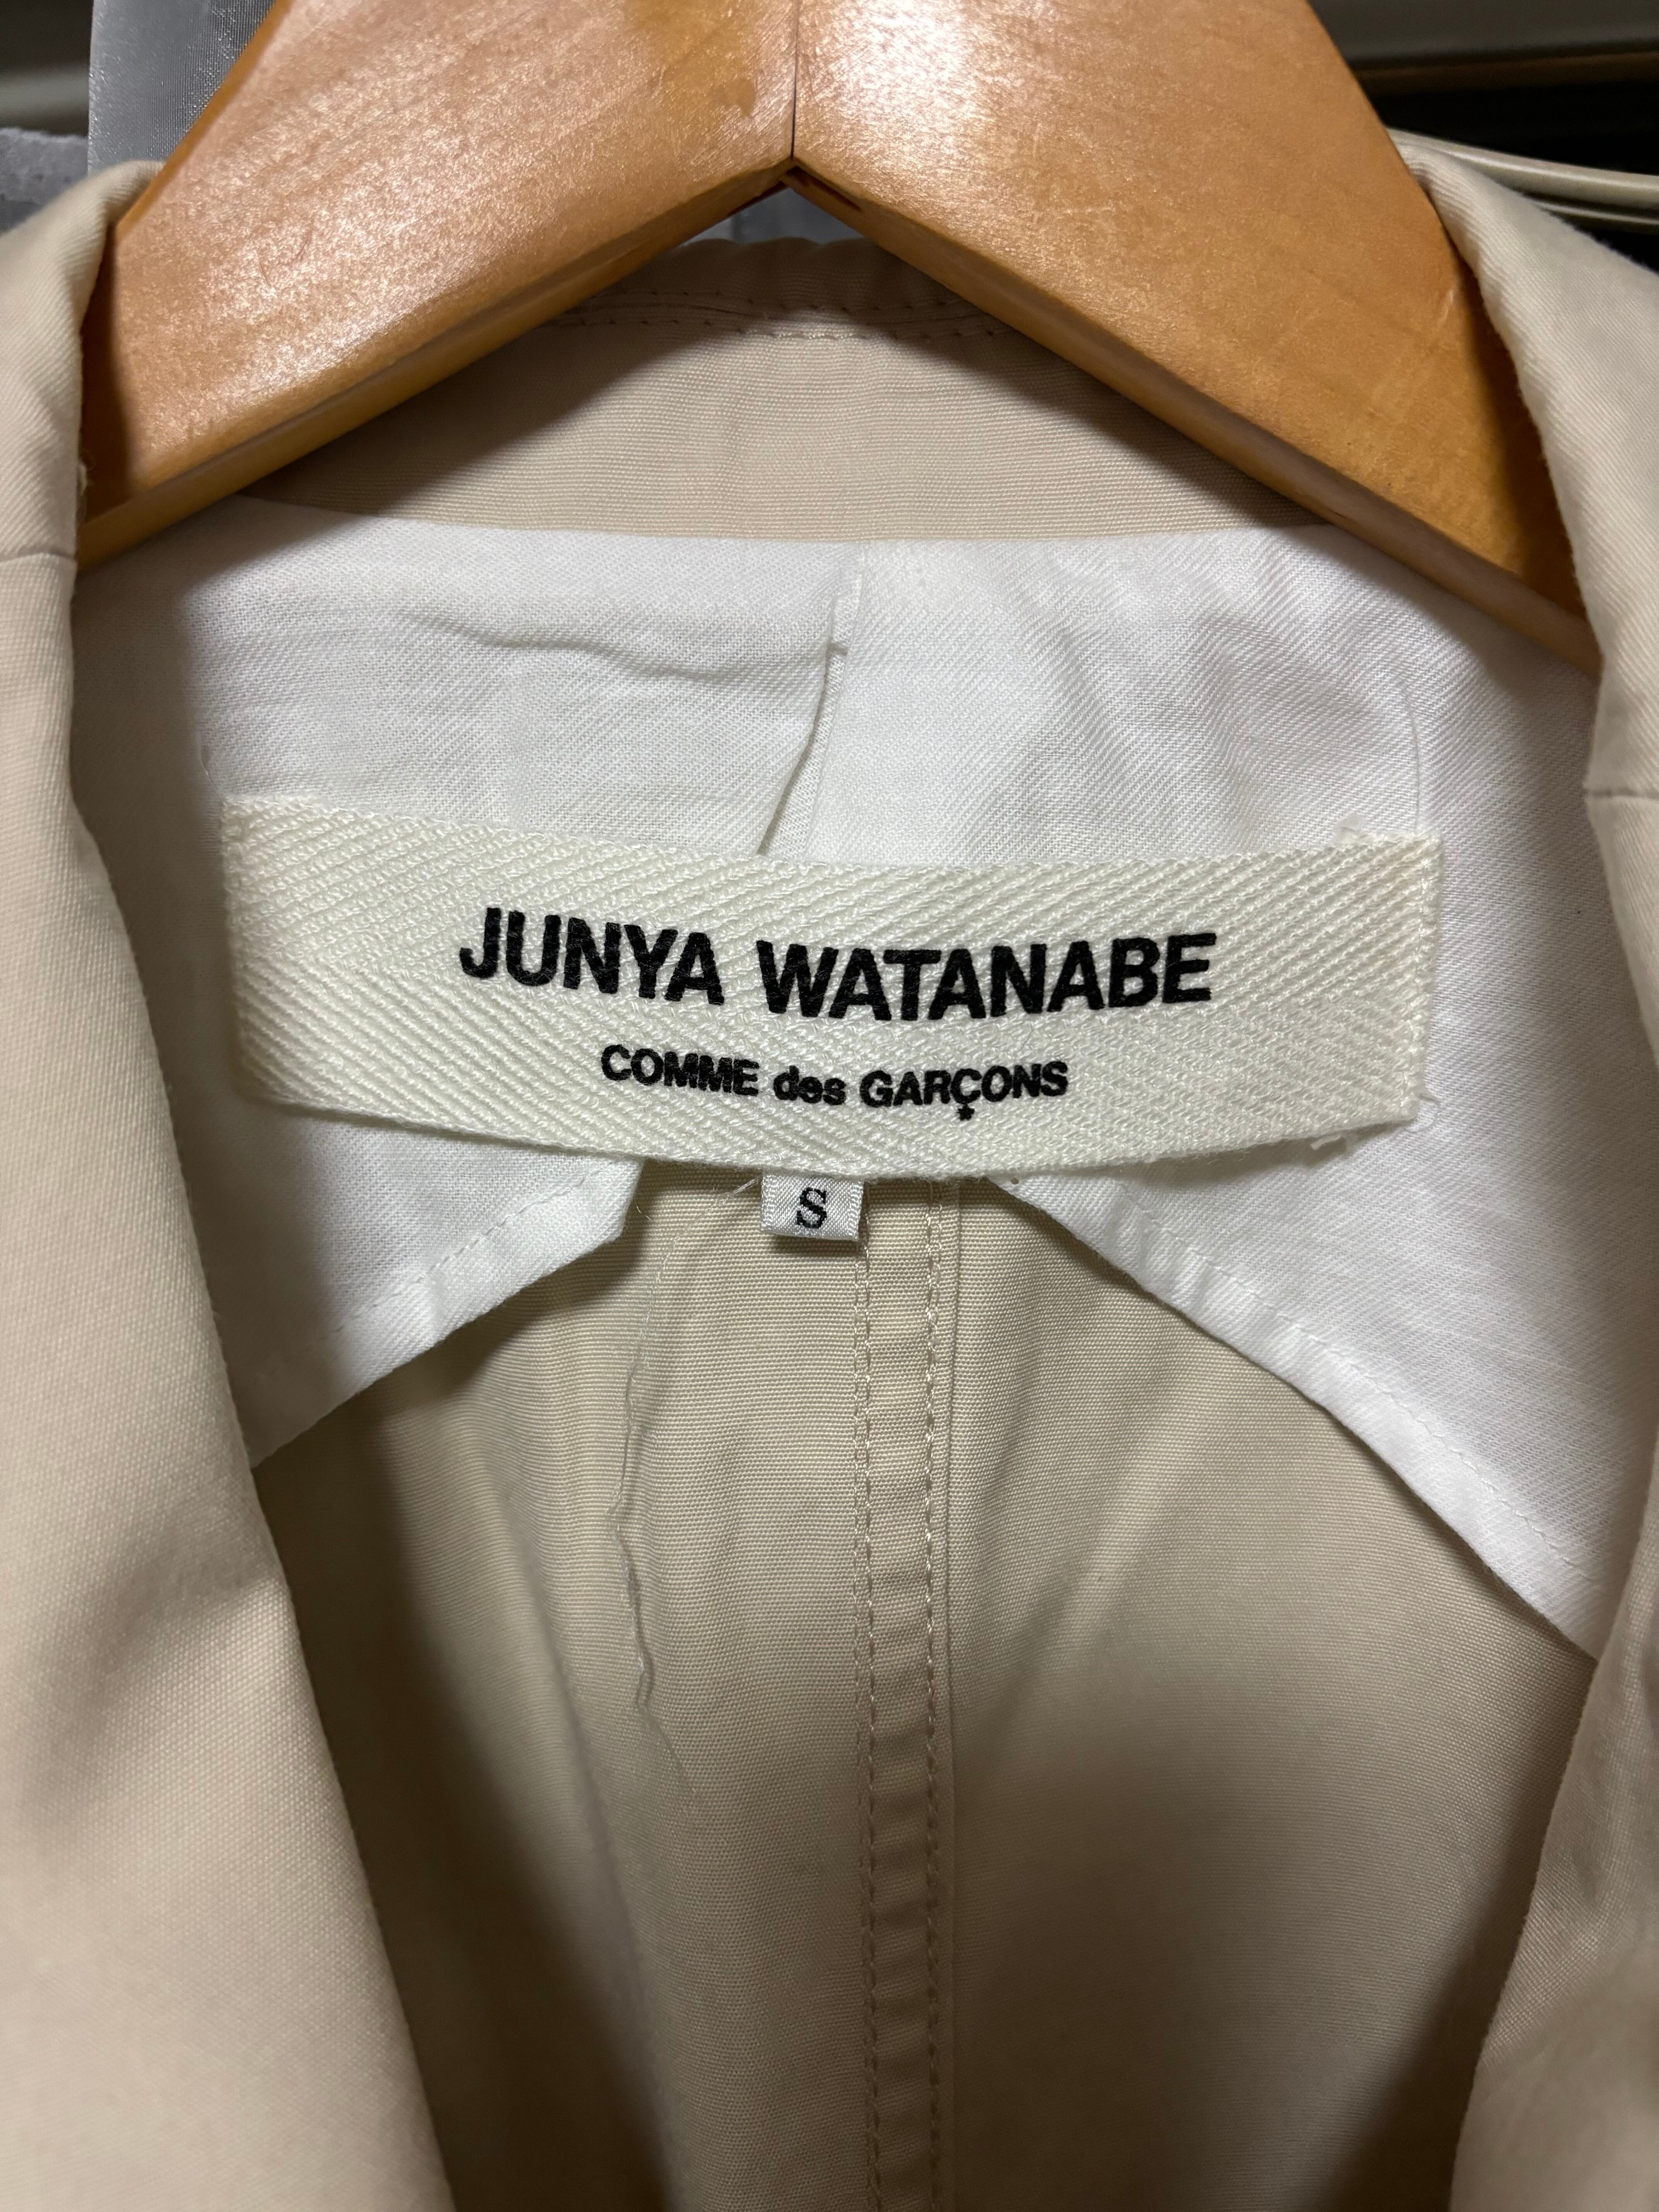 JUNYA WATANABE
COMME des GARÇONS
S